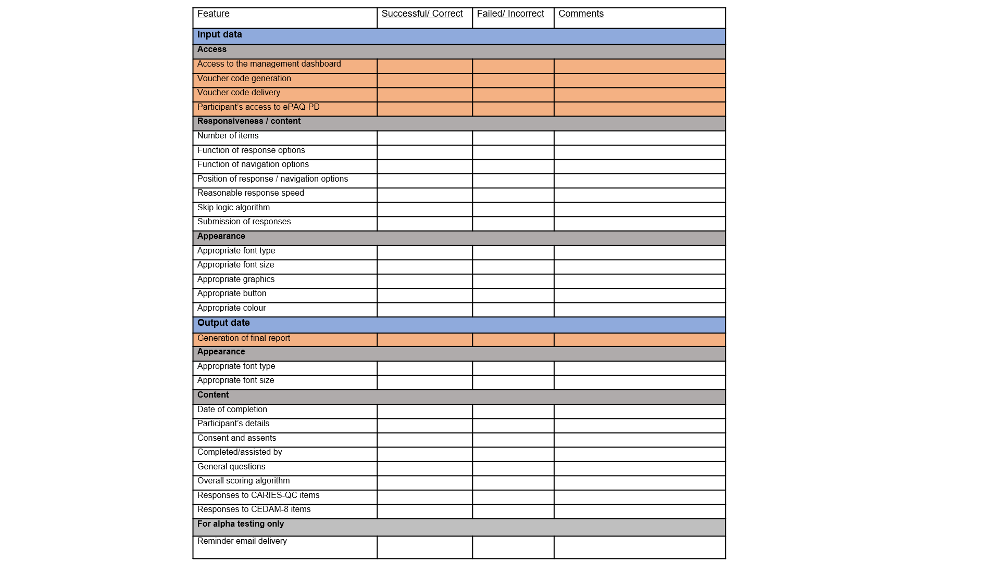 Feature Successful/ Correct Failed/ Incorrect Comments
Input data
Access
Access to the management dashboard
Voucher code generation
Voucher code delivery
Participant’s access to ePAQ-PD
Responsiveness / content
Number of items
Function of response options
Function of navigation options
Position of response / navigation options
Reasonable response speed
Skip logic algorithm
Submission of responses
Appearance
Appropriate font type
Appropriate font size
Appropriate graphics
Appropriate button
Appropriate colour
Output date
Generation of final report
Appearance
Appropriate font type
Appropriate font size
Content
Date of completion
Participant’s details
Consent and assents
Completed/assisted by
General questions
Overall scoring algorithm
Responses to CARIES-QC items
Responses to CEDAM-8 items
For alpha testing only
Reminder email delivery